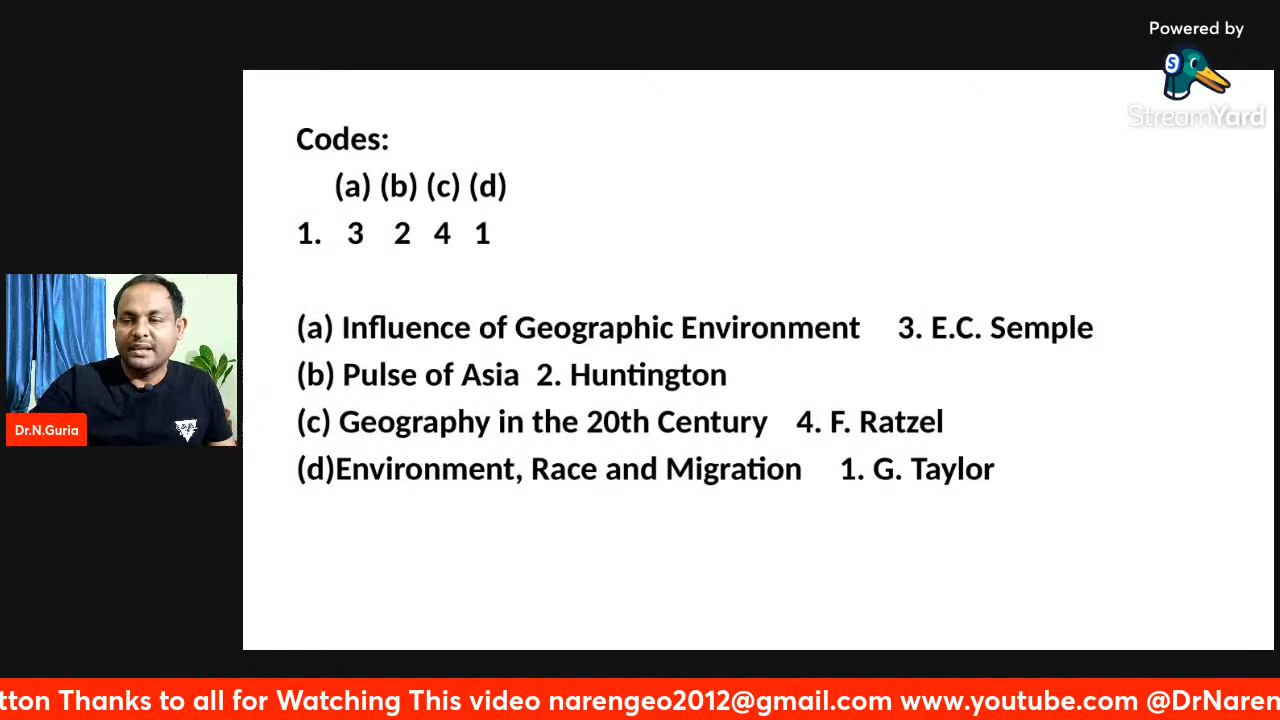 Powered by
StreamYard
Codes:
(a) (b) (c) (d)
1. 3 2 4 1
(a) Influence of Geographic Environment 3. E.C. Semple
(b) Pulse of Asia 2. Huntington
(c) Geography in the 20th Century 4. F. Ratzel
(d)Environment, Race and Migration 1. G. Taylor
Dr.N.Guria
tton Thanks to all for Watching This video narengeo2012@gmail.com www.youtube.com @DrNaren